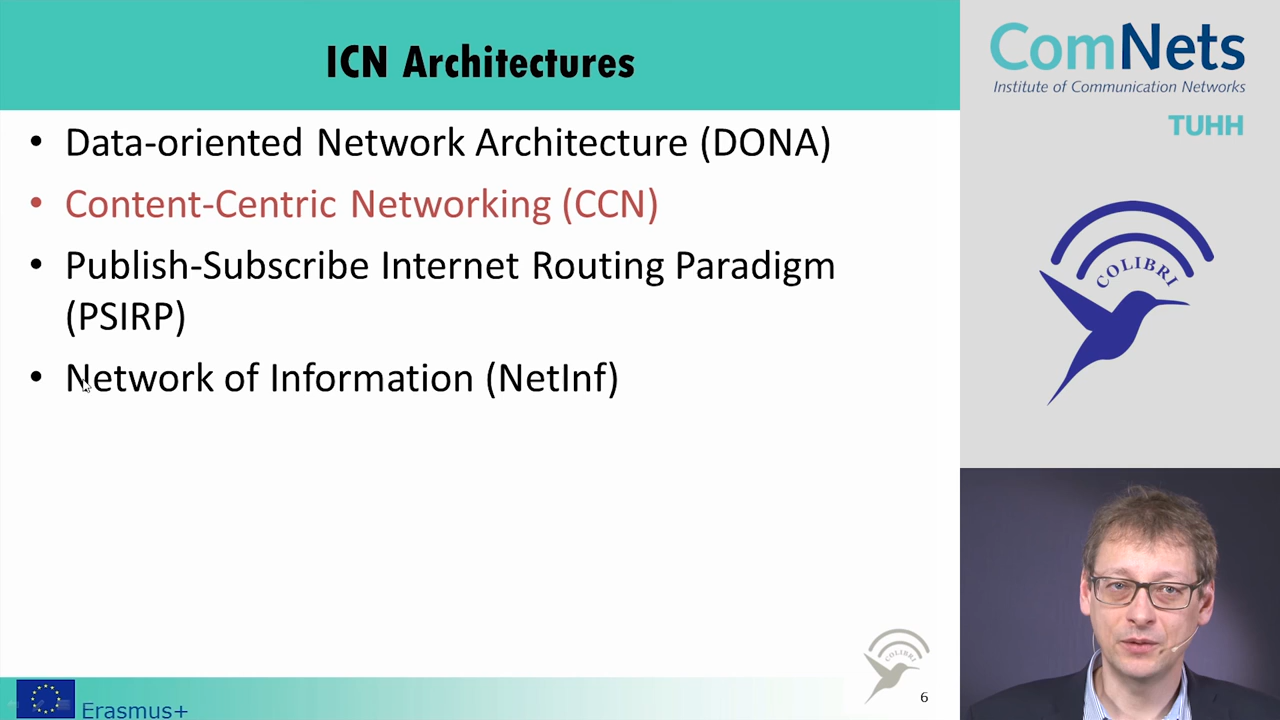 ICN Architectures
• Data-oriented Network Architecture (DONA)
• Content-Centric Networking (CCN)
• Publish-Subscribe Internet Routing Paradigm
(PSIRP)
• Network of Information (NetInf)
Erasmus+
COLIBRI
6
ComNets
Institute of Communication Networks
TUHH
COLIBRI